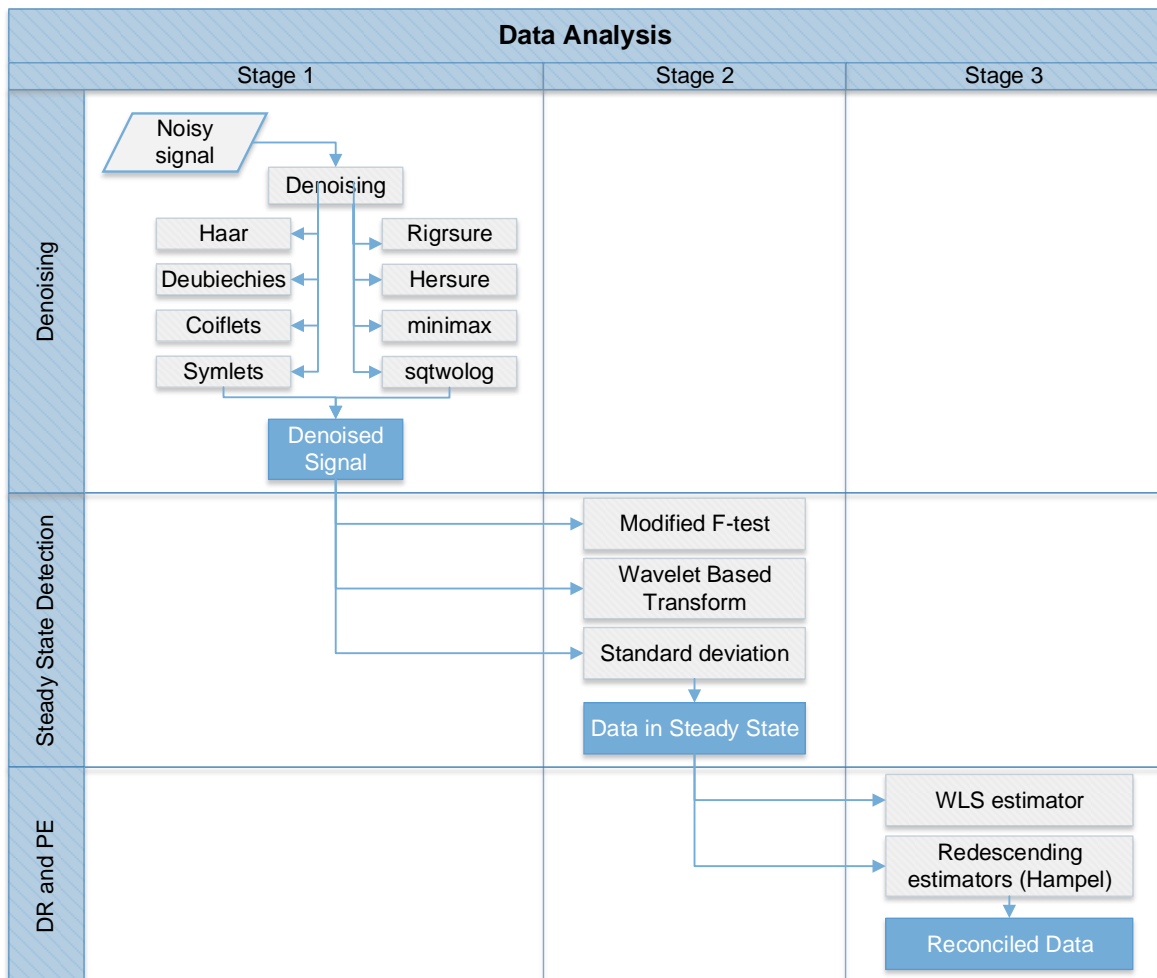 Data Analysis
Stage 1
Stage 2
Stage 3
Denoising
Noisy
signal
Denoising
Haar
Rigrsure
Deubiechies
Hersure
Coiflets
minimax
Symlets
sqtwolog
Denoised
Signal
Steady State Detection
Modified F-test
Wavelet Based
Transform
Standard deviation
Data in Steady State
DR and PE
WLS estimator
Redescending
estimators (Hampel)
Reconciled Data